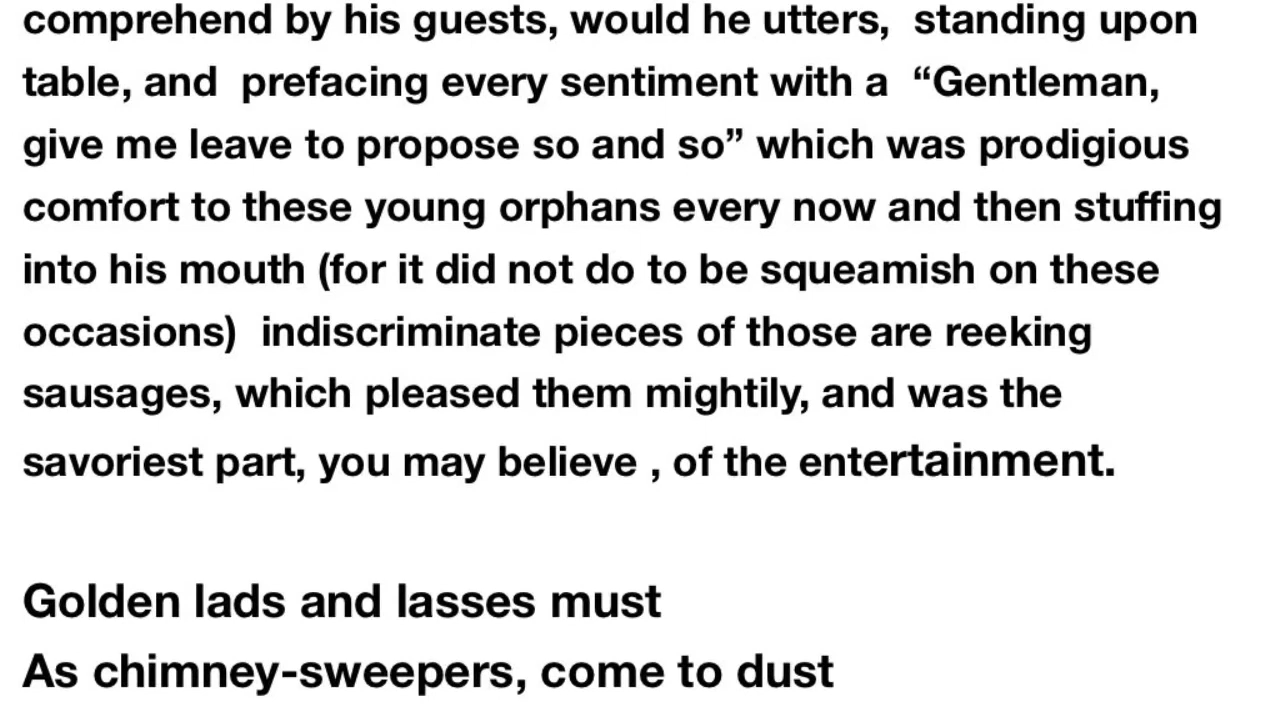 comprehend by his guests, would he utters, standing upon
table, and prefacing every sentiment with a “Gentleman,
give me leave to propose so and so” which was prodigious
comfort to these young orphans every now and then stuffing
into his mouth (for it did not do to be squeamish on these
occasions) indiscriminate pieces of those are reeking
sausages, which pleased them mightily, and was the
savoriest part, you may believe , of the entertainment.
Golden lads and lasses must
As chimney-sweepers, come to dust